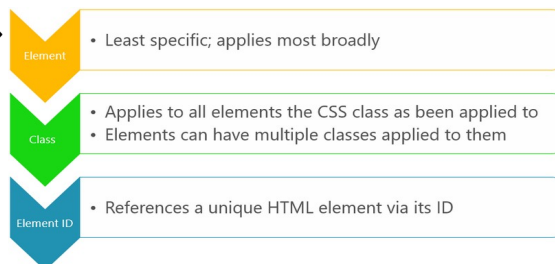 Element
• Least specific; applies most broadly
Class
• Applies to all elements the CSS class as been applied to
• Elements can have multiple classes applied to them
Element ID
• References a unique HTML element via its ID